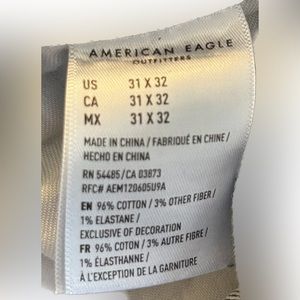 AMERICAN EAGLE
OUTFITTERS
US 31 X 32
CA 31 X 32
MX 31 X 32
MADE IN CHINA / FABRIQUÉ EN CHINE /
HECHO EN CHINA
RN 54485/ CA 03873
RFC# AEM120605U9A
EN 96% COTTON / 3% OTHER FIBER /
1% ELASTANE /
EXCLUSIVE OF DECORATION
FR 96% COTON / 3% AUTRE FIBRE /
1% ÉLASTHANNE /
À L'EXCEPTION DE LA GARNITURE